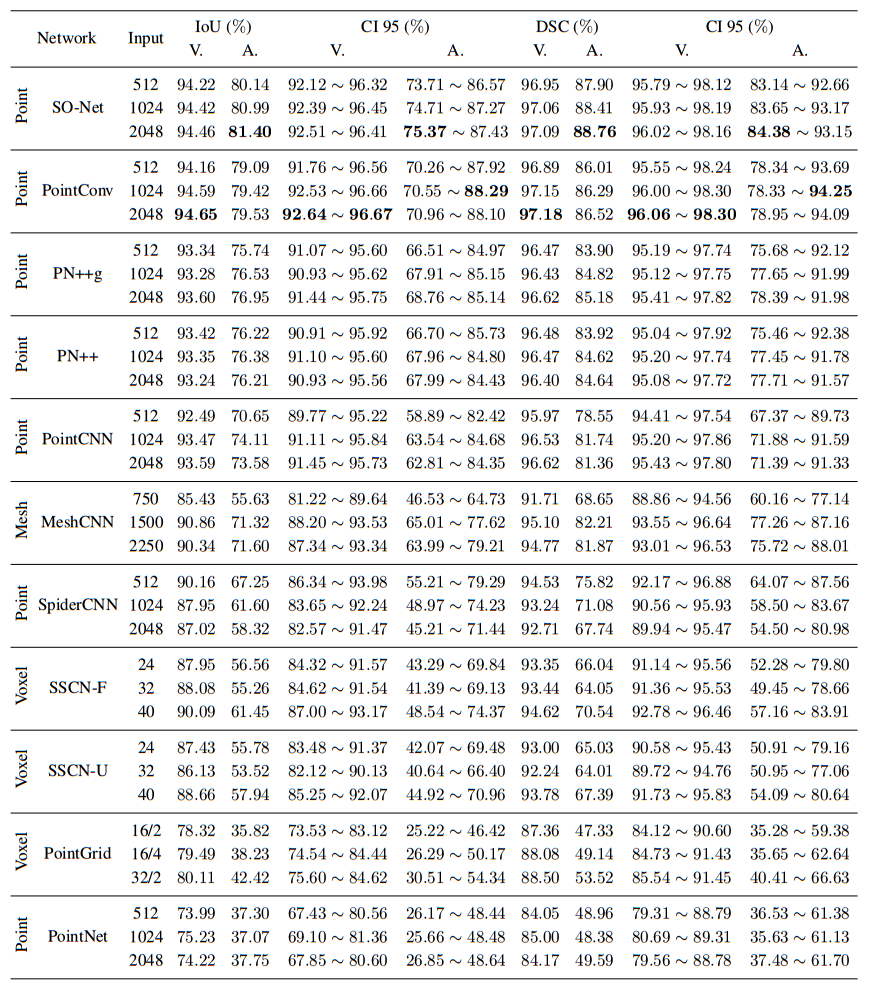 Network Input IoU (%) CI 95 (%) DSC (%) CI 95 (%)
V. A. V. A. V. A. V. A.
Point SO-Net
512 94.22 80.14 92.12 ∼ 96.32 73.71 ∼ 86.57 96.95 87.90 95.79 ∼ 98.12 83.14 ∼ 92.66
1024 94.42 80.99 92.39 ∼ 96.45 74.71 ∼ 87.27 97.06 88.41 95.93 ∼ 98.19 83.65 ∼ 93.17
2048 94.46 81.40 92.51 ∼ 96.41 75.37 ∼ 87.43 97.09 88.76 96.02 ∼ 98.16 84.38 ∼ 93.15
Point PointConv
512 94.16 79.09 91.76 ∼ 96.56 70.26 ∼ 87.92 96.89 86.01 95.55 ∼ 98.24 78.34 ∼ 93.69
1024 94.59 79.42 92.53 ∼ 96.66 70.55 ∼ 88.29 97.15 86.29 96.00 ∼ 98.30 78.33 ∼ 94.25
2048 94.65 79.53 92.64 ∼ 96.67 70.96 ∼ 88.10 97.18 86.52 96.06 ∼ 98.30 78.95 ∼ 94.09
Point PN++g
512 93.34 75.74 91.07 ∼ 95.60 66.51 ∼ 84.97 96.47 83.90 95.19 ∼ 97.74 75.68 ∼ 92.12
1024 93.28 76.53 90.93 ∼ 95.62 67.91 ∼ 85.15 96.43 84.82 95.12 ∼ 97.75 77.65 ∼ 91.99
2048 93.60 76.95 91.44 ∼ 95.75 68.76 ∼ 85.14 96.62 85.18 95.41 ∼ 97.82 78.39 ∼ 91.98
Point PN++
512 93.42 76.22 90.91 ∼ 95.92 66.70 ∼ 85.73 96.48 83.92 95.04 ∼ 97.92 75.46 ∼ 92.38
1024 93.35 76.38 91.10 ∼ 95.60 67.96 ∼ 84.80 96.47 84.62 95.20 ∼ 97.74 77.45 ∼ 91.78
2048 93.24 76.21 90.93 ∼ 95.56 67.99 ∼ 84.43 96.40 84.64 95.08 ∼ 97.72 77.71 ∼ 91.57
Point PointCNN
512 92.49 70.65 89.77 ∼ 95.22 58.89 ∼ 82.42 95.97 78.55 94.41 ∼ 97.54 67.37 ∼ 89.73
1024 93.47 74.11 91.11 ∼ 95.84 63.54 ∼ 84.68 96.53 81.74 95.20 ∼ 97.86 71.88 ∼ 91.59
2048 93.59 73.58 91.45 ∼ 95.73 62.81 ∼ 84.35 96.62 81.36 95.43 ∼ 97.80 71.39 ∼ 91.33
Mesh MeshCNN
750 85.43 55.63 81.22 ∼ 89.64 46.53 ∼ 64.73 91.71 68.65 88.86 ∼ 94.56 60.16 ∼ 77.14
1500 90.86 71.32 88.20 ∼ 93.53 65.01 ∼ 77.62 95.10 82.21 93.55 ∼ 96.64 77.26 ∼ 87.16
2250 90.34 71.60 87.34 ∼ 93.34 63.99 ∼ 79.21 94.77 81.87 93.01 ∼ 96.53 75.72 ∼ 88.01
Point SpiderCNN
512 90.16 67.25 86.34 ∼ 93.98 55.21 ∼ 79.29 94.53 75.82 92.17 ∼ 96.88 64.07 ∼ 87.56
1024 87.95 61.60 83.65 ∼ 92.24 48.97 ∼ 74.23 93.24 71.08 90.56 ∼ 95.93 58.50 ∼ 83.67
2048 87.02 58.32 82.57 ∼ 91.47 45.21 ∼ 71.44 92.71 67.74 89.94 ∼ 95.47 54.50 ∼ 80.98
Voxel SSCN-F
24 87.95 56.56 84.32 ∼ 91.57 43.29 ∼ 69.84 93.35 66.04 91.14 ∼ 95.56 52.28 ∼ 79.80
32 88.08 55.26 84.62 ∼ 91.54 41.39 ∼ 69.13 93.44 64.05 91.36 ∼ 95.53 49.45 ∼ 78.66
40 90.09 61.45 87.00 ∼ 93.17 48.54 ∼ 74.37 94.62 70.54 92.78 ∼ 96.46 57.16 ∼ 83.91
Voxel SSCN-U
24 87.43 55.78 83.48 ∼ 91.37 42.07 ∼ 69.48 93.00 65.03 90.58 ∼ 95.43 50.91 ∼ 79.16
32 86.13 53.52 82.12 ∼ 90.13 40.64 ∼ 66.40 92.24 64.01 89.72 ∼ 94.76 50.95 ∼ 77.06
40 88.66 57.94 85.25 ∼ 92.07 44.92 ∼ 70.96 93.78 67.39 91.73 ∼ 95.83 54.09 ∼ 80.64
Voxel PointGrid
16/2 78.32 35.82 73.53 ∼ 83.12 25.22 ∼ 46.42 87.36 47.33 84.12 ∼ 90.60 35.28 ∼ 59.38
16/4 79.49 38.23 74.54 ∼ 84.44 26.29 ∼ 50.17 88.08 49.14 84.73 ∼ 91.43 35.65 ∼ 62.64
32/2 80.11 42.42 75.60 ∼ 84.62 30.51 ∼ 54.34 88.50 53.52 85.54 ∼ 91.45 40.41 ∼ 66.63
Point PointNet
512 73.99 37.30 67.43 ∼ 80.56 26.17 ∼ 48.44 84.05 48.96 79.31 ∼ 88.79 36.53 ∼ 61.38
1024 75.23 37.07 69.10 ∼ 81.36 25.66 ∼ 48.48 85.00 48.38 80.69 ∼ 89.31 35.63 ∼ 61.13
2048 74.22 37.75 67.85 ∼ 80.60 26.85 ∼ 48.64 84.17 49.59 79.56 ∼ 88.78 37.48 ∼ 61.70